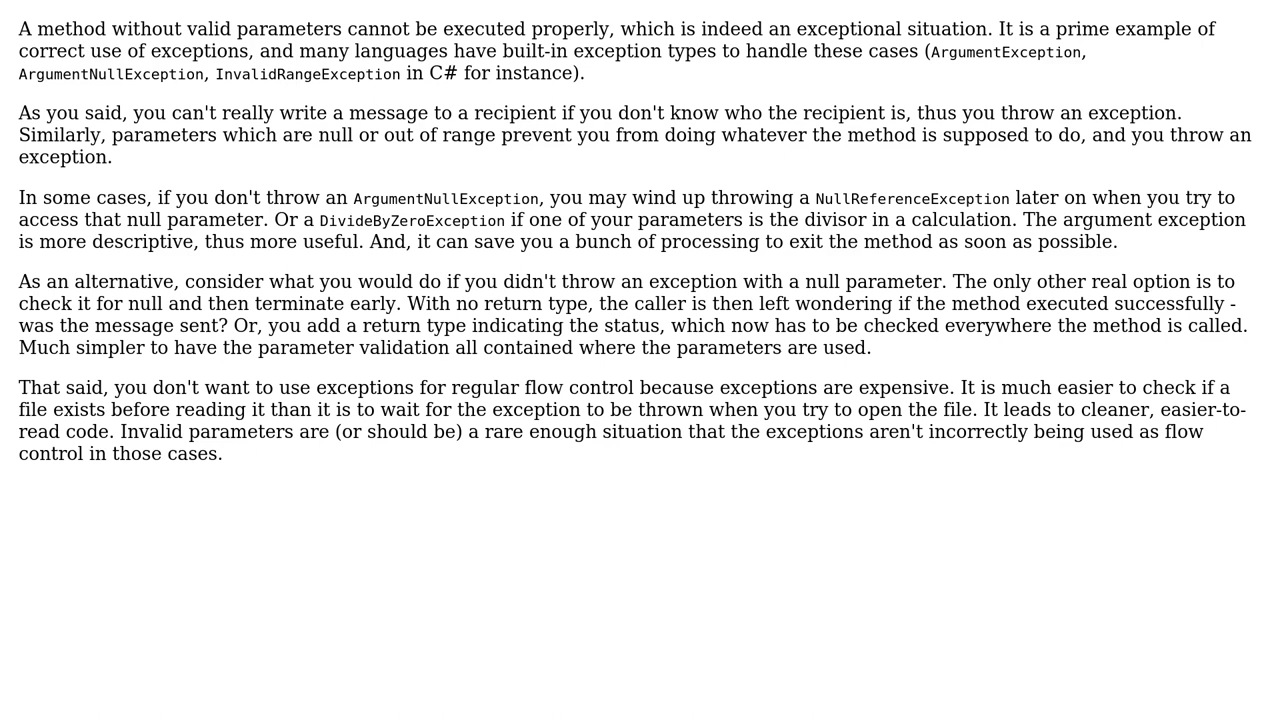 A method without valid parameters cannot be executed properly, which is indeed an exceptional situation. It is a prime example of
correct use of exceptions, and many languages have built-in exception types to handle these cases (ArgumentException,
ArgumentNullException, InvalidRangeException in C# for instance).
As you said, you can't really write a message to a recipient if you don't know who the recipient is, thus you throw an exception.
Similarly, parameters which are null or out of range prevent you from doing whatever the method is supposed to do, and you throw an
exception.
In some cases, if you don't throw an ArgumentNullException, you may wind up throwing a NullReferenceException later on when you try to
access that null parameter. Or a DivideByZeroException if one of your parameters is the divisor in a calculation. The argument exception
is more descriptive, thus more useful. And, it can save you a bunch of processing to exit the method as soon as possible.
As an alternative, consider what you would do if you didn't throw an exception with a null parameter. The only other real option is to
check it for null and then terminate early. With no return type, the caller is then left wondering if the method executed successfully -
was the message sent? Or, you add a return type indicating the status, which now has to be checked everywhere the method is called.
Much simpler to have the parameter validation all contained where the parameters are used.
That said, you don't want to use exceptions for regular flow control because exceptions are expensive. It is much easier to check if a
file exists before reading it than it is to wait for the exception to be thrown when you try to open the file. It leads to cleaner, easier-to-
read code. Invalid parameters are (or should be) a rare enough situation that the exceptions aren't incorrectly being used as flow
control in those cases.